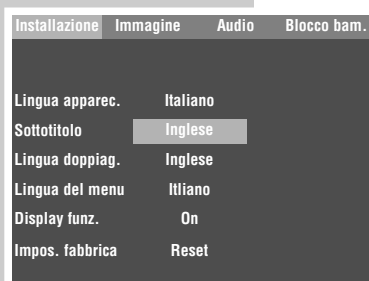 Installazione Immagine Audio Blocco bam.
Lingua apparec. Italiano
Sottotitolo Inglese
Lingua doppiag. Inglese
Lingua del menu Itliano
Display funz. On
Impos. fabbrica Reset